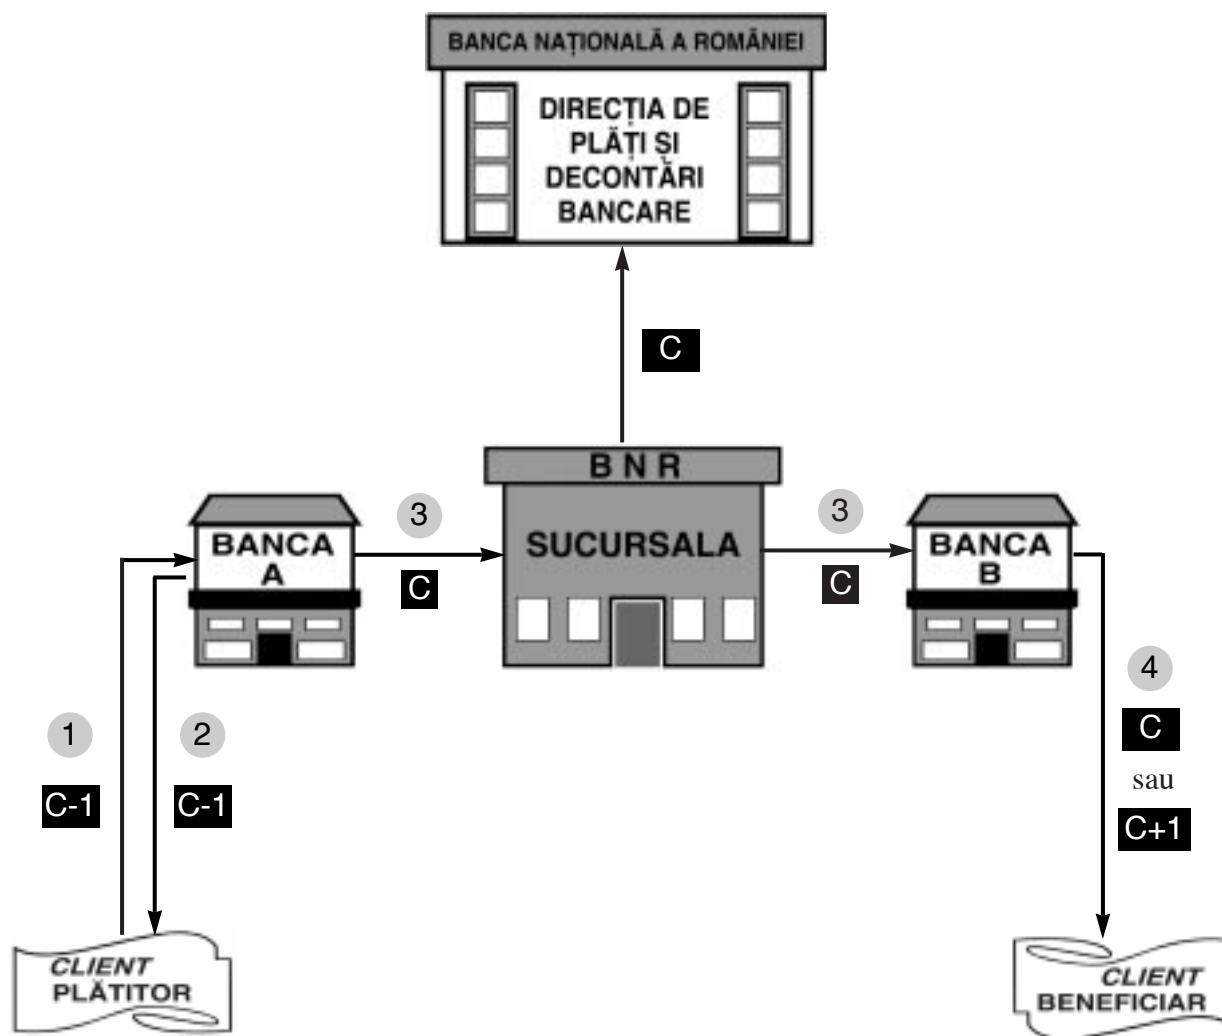 BANCA NAȚIONALĂ A ROMÂNIEI
DIRECȚIA DE
PLĂȚI ȘI
DECONTĂRI
BANCARE
C
B N R
SUCURSALA
3
C
3
C
BANCA
A
BANCA
B
1
C-1
2
C-1
4
C
sau
C+1
CLIENT
PLĂTITOR
CLIENT
BENEFICIAR